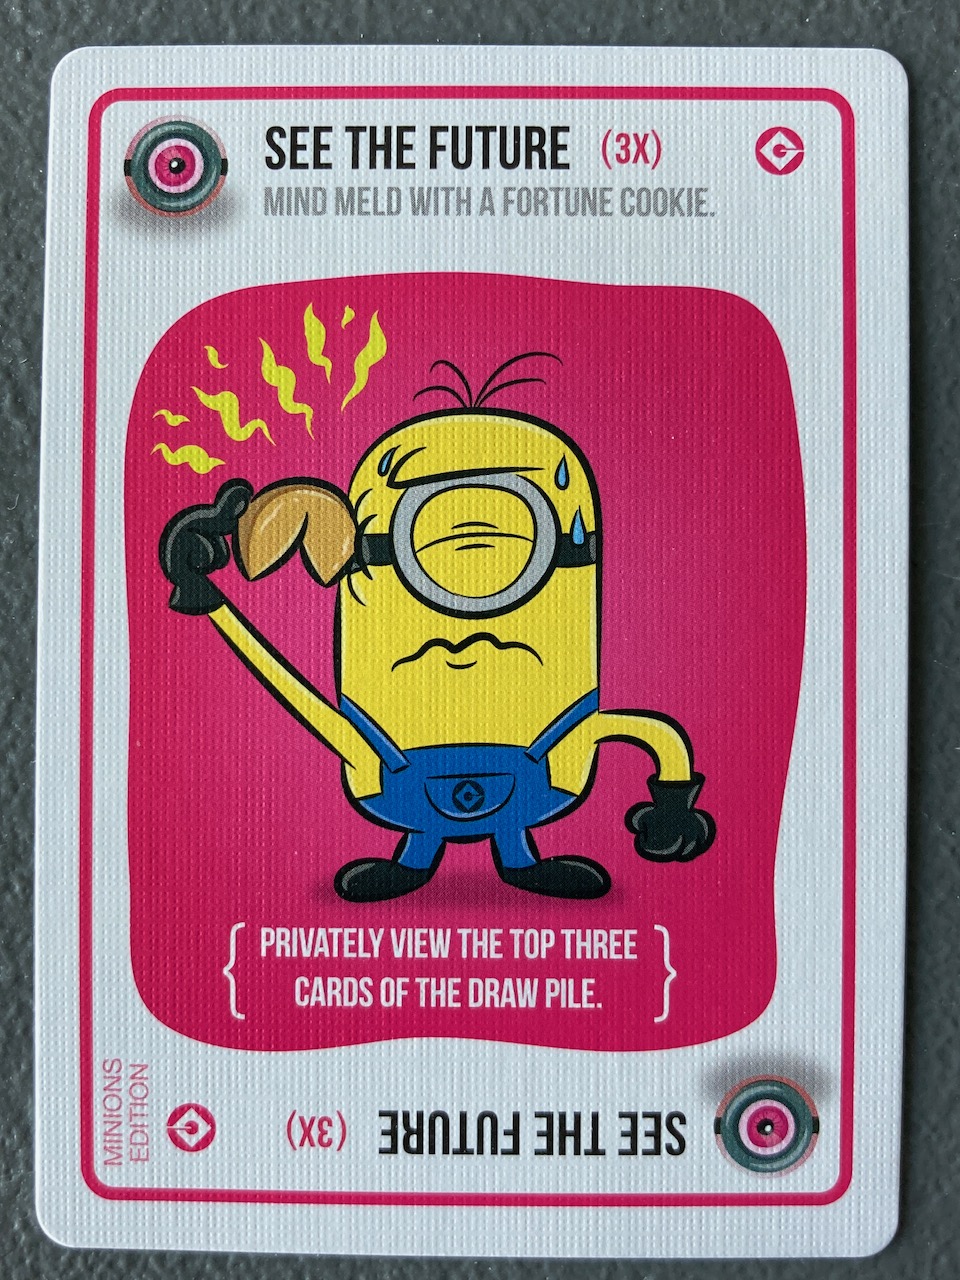 SEE THE FUTURE (3X)
MIND MELD WITH A FORTUNE COOKIE.
PRIVATELY VIEW THE TOP THREE
CARDS OF THE DRAW PILE.
MINIONS
EDITION
SEE THE FUTURE (3X)